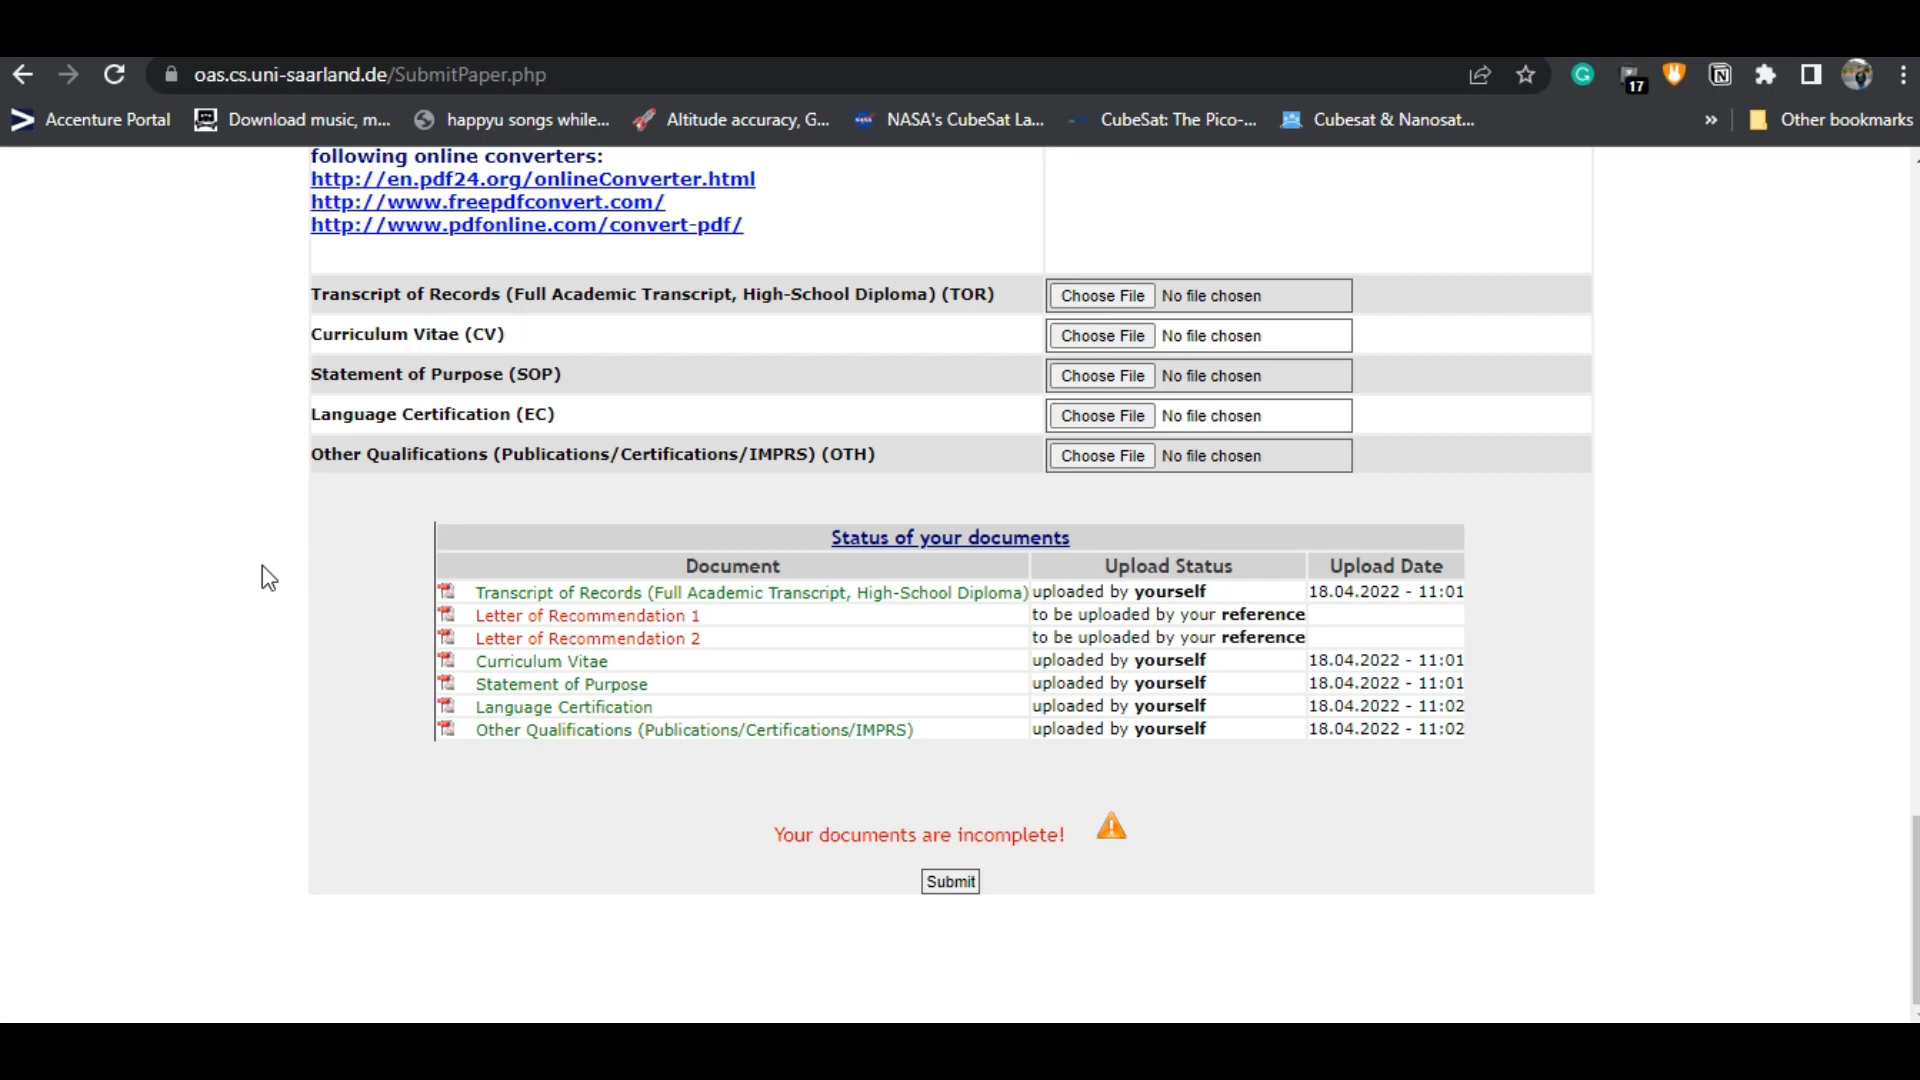 oas.cs.uni-saarland.de/SubmitPaper.php
17
Accenture Portal
Download music, m...
happyu songs while...
Altitude accuracy, G...
NASA's CubeSat La...
CubeSat: The Pico-...
Cubesat & Nanosat...
»
Other bookmarks
following online converters:
http://en.pdf24.org/onlineConverter.html
http://www.freepdfconvert.com/
http://www.pdfonline.com/convert-pdf/
Transcript of Records (Full Academic Transcript, High-School Diploma) (TOR) Choose File No file chosen
Curriculum Vitae (CV) Choose File No file chosen
Statement of Purpose (SOP) Choose File No file chosen
Language Certification (EC) Choose File No file chosen
Other Qualifications (Publications/Certifications/IMPRS) (OTH) Choose File No file chosen
Status of your documents
Document Upload Status Upload Date
Transcript of Records (Full Academic Transcript, High-School Diploma) uploaded by yourself 18.04.2022 - 11:01
Letter of Recommendation 1 to be uploaded by your reference
Letter of Recommendation 2 to be uploaded by your reference
Curriculum Vitae uploaded by yourself 18.04.2022 - 11:01
Statement of Purpose uploaded by yourself 18.04.2022 - 11:01
Language Certification uploaded by yourself 18.04.2022 - 11:02
Other Qualifications (Publications/Certifications/IMPRS) uploaded by yourself 18.04.2022 - 11:02
Your documents are incomplete!
Submit